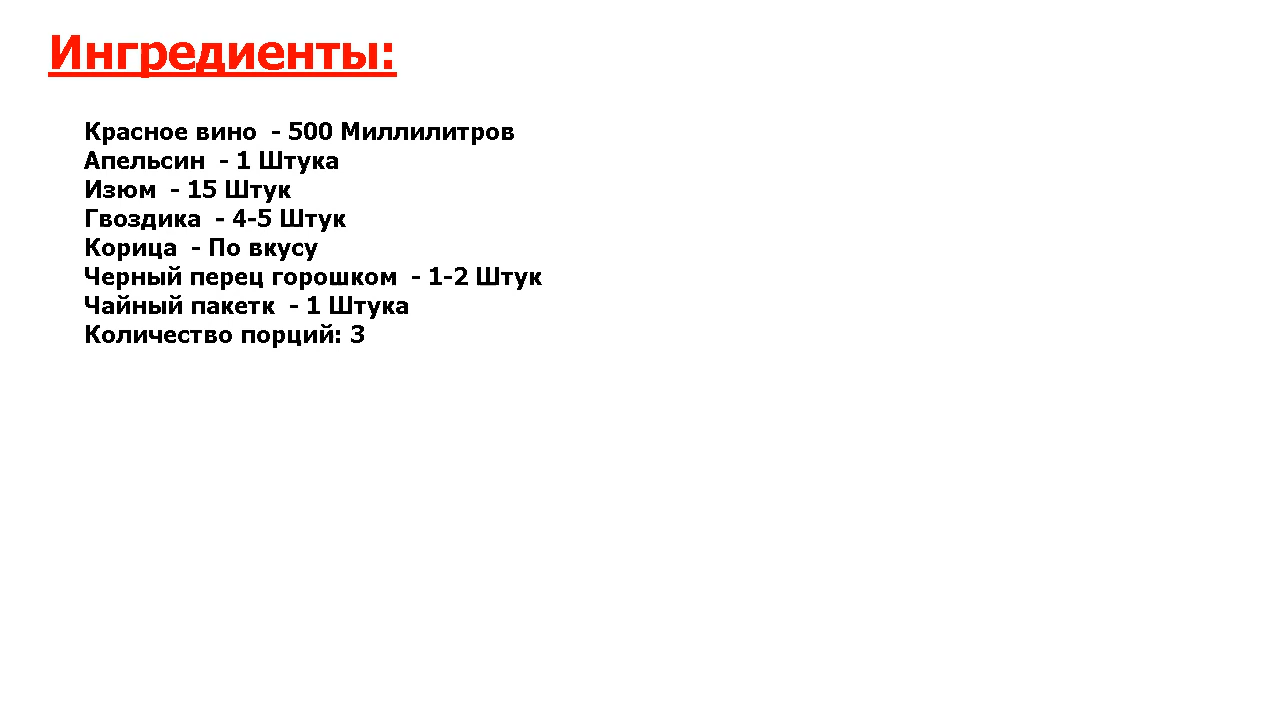 Ингредиенты:
Красное вино - 500 Миллилитров
Апельсин - 1 Штука
Изюм - 15 Штук
Гвоздика - 4-5 Штук
Корица - По вкусу
Черный перец горошком - 1-2 Штук
Чайный пакетк - 1 Штука
Количество порций: 3